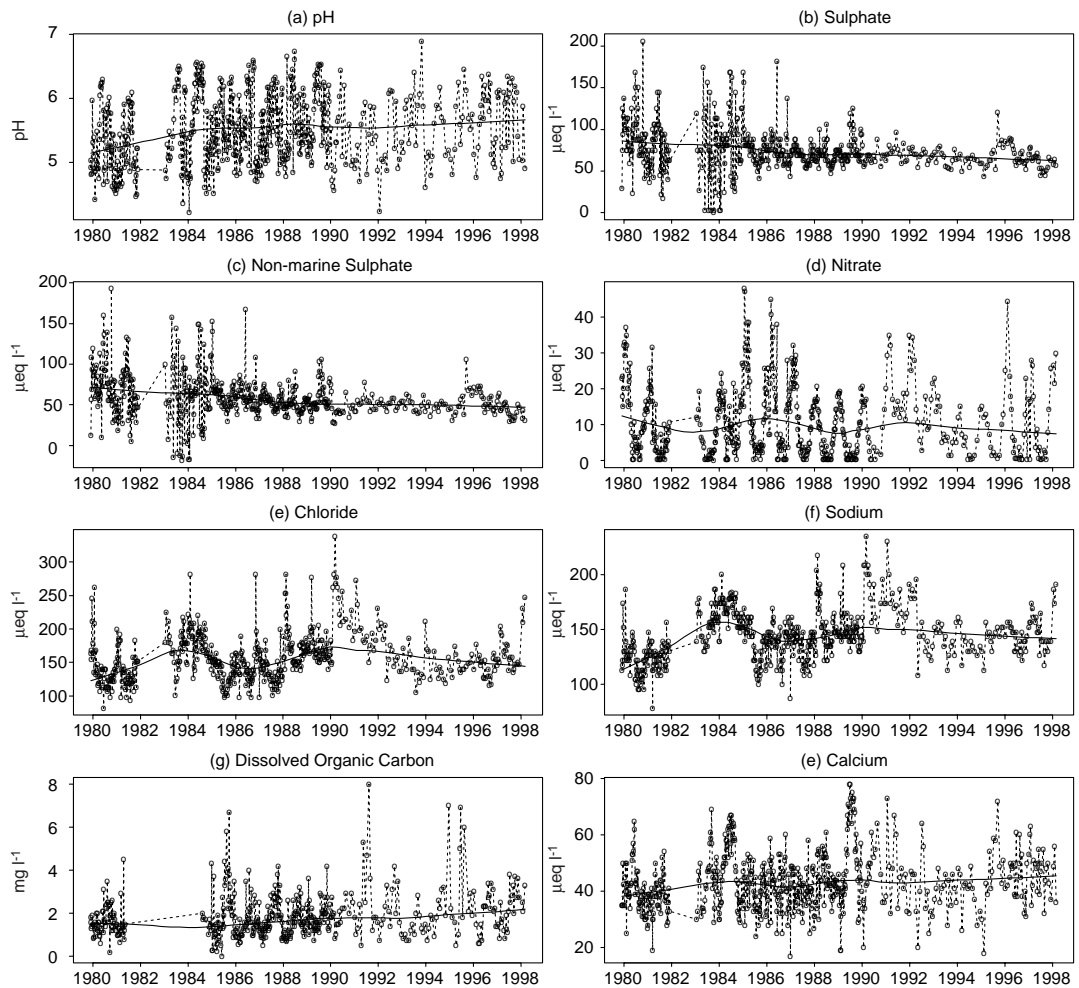 (a) pH
7
6
5
pH
1980 1982 1984 1986 1988 1990 1992 1994 1996 1998
(b) Sulphate
200
150
100
50
0
µeq l-1
1980 1982 1984 1986 1988 1990 1992 1994 1996 1998
(c) Non-marine Sulphate
200
150
100
50
0
µeq l-1
1980 1982 1984 1986 1988 1990 1992 1994 1996 1998
(d) Nitrate
40
30
20
10
0
µeq l-1
1980 1982 1984 1986 1988 1990 1992 1994 1996 1998
(e) Chloride
300
250
200
150
100
µeq l-1
1980 1982 1984 1986 1988 1990 1992 1994 1996 1998
(f) Sodium
200
150
100
µeq l-1
1980 1982 1984 1986 1988 1990 1992 1994 1996 1998
(g) Dissolved Organic Carbon
8
6
4
2
0
mg l-1
1980 1982 1984 1986 1988 1990 1992 1994 1996 1998
(e) Calcium
80
60
40
20
µeq l-1
1980 1982 1984 1986 1988 1990 1992 1994 1996 1998